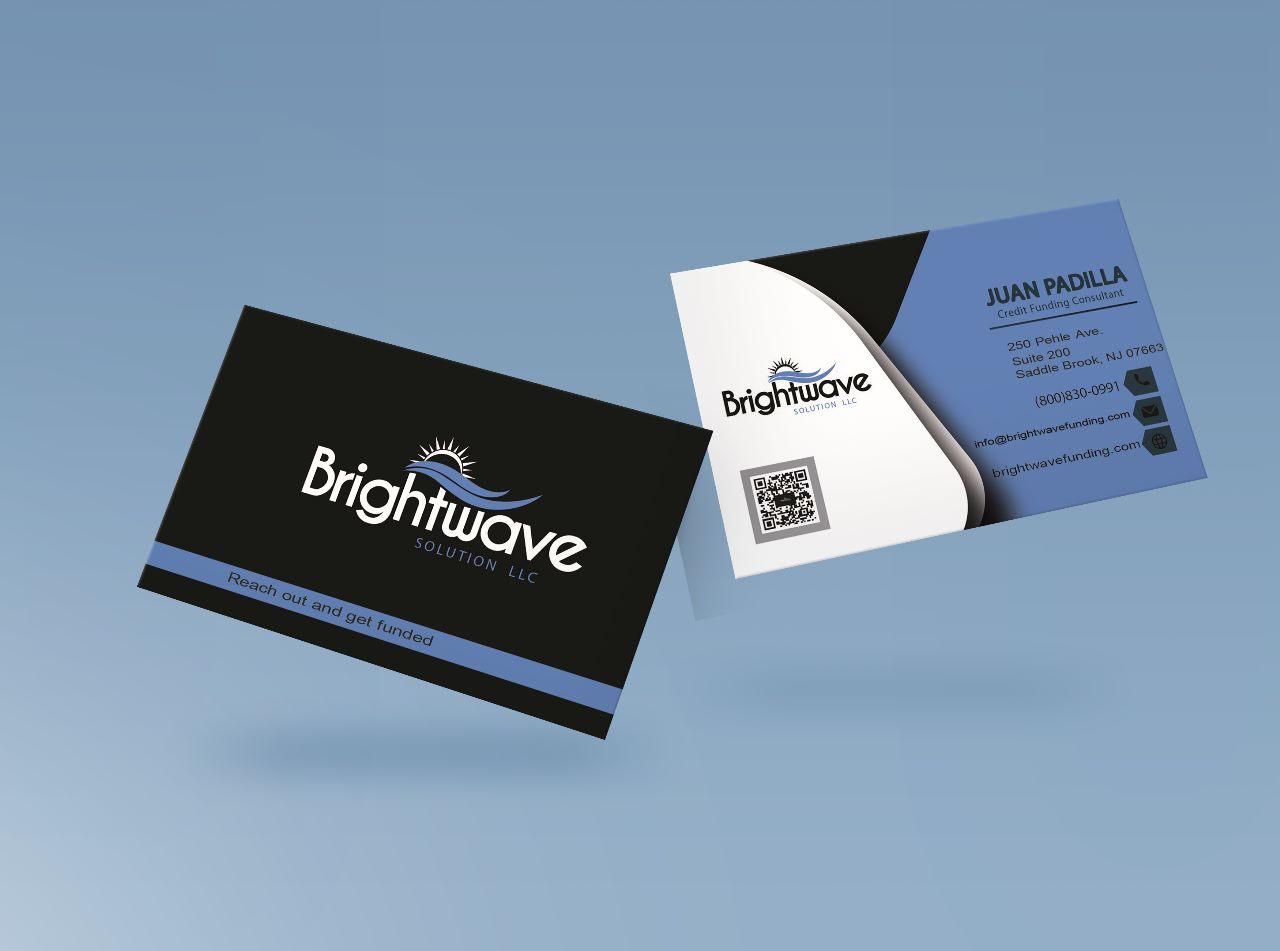 Brightwave
SOLUTION LLC
Reach out and get funded
JUAN PADILLA
Credit Funding Consultant
250 Pehle Ave.
Suite 200
Saddle Brook, NJ 07663
(800)830-0991
info@brightwavefunding.com
brightwavefunding.com
Brightwave
SOLUTION LLC